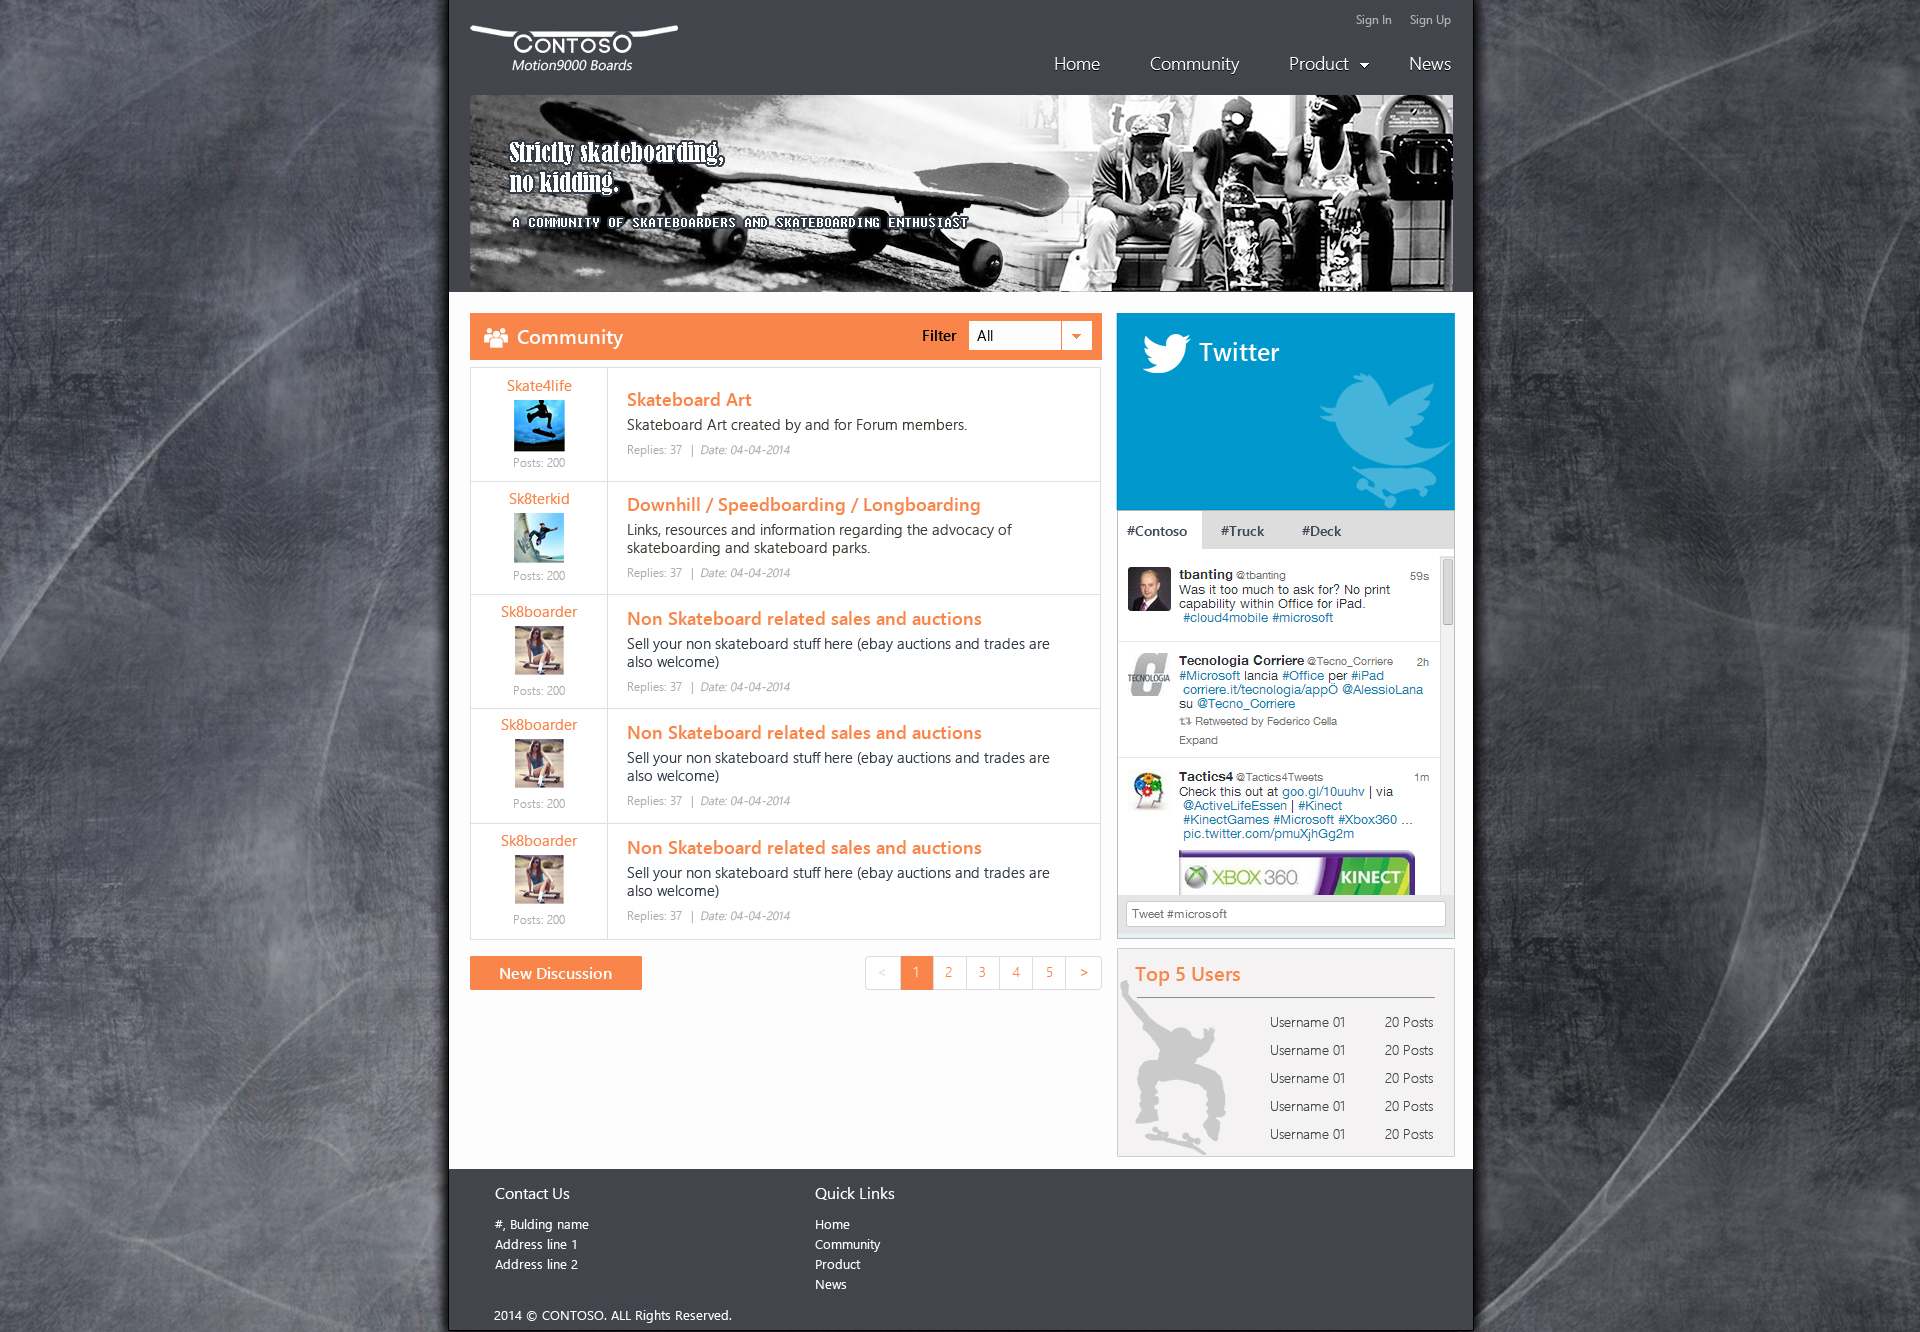 Sign In Sign Up
CONTOSO
Motion9000 Boards
Home Community Product News
Strictly skateboarding,
no kidding.
A COMMUNITY OF SKATEBOARDERS AND SKATEBOARDING ENTHUSIAST
Community Filter All
Skate4life
Posts: 200
Skateboard Art
Skateboard Art created by and for Forum members.
Replies: 37 | Date: 04-04-2014
Sk8terkid
Posts: 200
Downhill / Speedboarding / Longboarding
Links, resources and information regarding the advocacy of
skateboarding and skateboard parks.
Replies: 37 | Date: 04-04-2014
Sk8boarder
Posts: 200
Non Skateboard related sales and auctions
Sell your non skateboard stuff here (ebay auctions and trades are
also welcome)
Replies: 37 | Date: 04-04-2014
Sk8boarder
Posts: 200
Non Skateboard related sales and auctions
Sell your non skateboard stuff here (ebay auctions and trades are
also welcome)
Replies: 37 | Date: 04-04-2014
Sk8boarder
Posts: 200
Non Skateboard related sales and auctions
Sell your non skateboard stuff here (ebay auctions and trades are
also welcome)
Replies: 37 | Date: 04-04-2014
New Discussion
< 1 2 3 4 5 >
Twitter
#Contoso #Truck #Deck
tbanting @tbanting 59s
Was it too much to ask for? No print
capability within Office for iPad.
#cloud4mobile #microsoft
TECNOLOGIA
Tecnologia Corriere @Tecno_Corriere 2h
#Microsoft lancia #Office per #iPad
corriere.it/tecnologia/appÖ @AlessioLana
su @Tecno_Corriere
Retweeted by Federico Cella
Expand
Tactics4 @Tactics4Tweets 1m
Check this out at goo.gl/10uuhv | via
@ActiveLifeEssen | #Kinect
#KinectGames #Microsoft #Xbox360 ...
pic.twitter.com/pmuXjhGg2m
XBOX 360 KINECT
Tweet #microsoft
Top 5 Users
Username 01 20 Posts
Username 01 20 Posts
Username 01 20 Posts
Username 01 20 Posts
Username 01 20 Posts
Contact Us
#, Bulding name
Address line 1
Address line 2
Quick Links
Home
Community
Product
News
2014 © CONTOSO. ALL Rights Reserved.